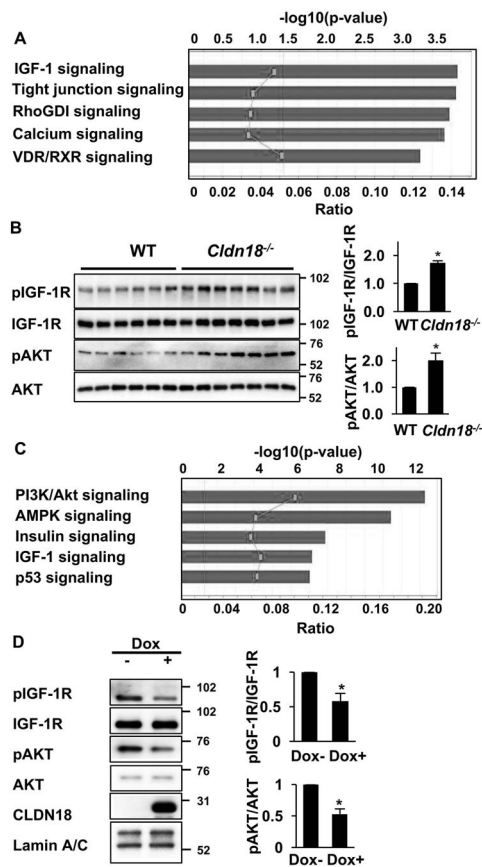 -log10(p-value)
A
0 0.5 1.0 1.5 2.0 2.5 3.0 3.5
IGF-1 signaling
Tight junction signaling
RhoGDI signaling
Calcium signaling
VDR/RXR signaling
0 0.02 0.04 0.06 0.08 0.10 0.12 0.14
Ratio
B
WT Cldn18-/-
pIGF-1R
102
IGF-1R
102
pAKT
76
52
AKT
76
52
pIGF-1R/IGF-1R
2.0
1.0
0.0
*
WT Cldn18-/-
pAKT/AKT
2.0
1.0
0.0
*
WT Cldn18-/-
C
-log10(p-value)
0 2 4 6 8 10 12
PI3K/Akt signaling
AMPK signaling
Insulin signaling
IGF-1 signaling
p53 signaling
0.0 0.04 0.08 0.12 0.16 0.20
Ratio
D
Dox
- +
pIGF-1R
102
IGF-1R
102
pAKT
76
AKT
76
CLDN18
31
Lamin A/C
52
pIGF-1R/IGF-1R
1
0.5
0
*
Dox- Dox+
pAKT/AKT
1
0.5
0
*
Dox- Dox+